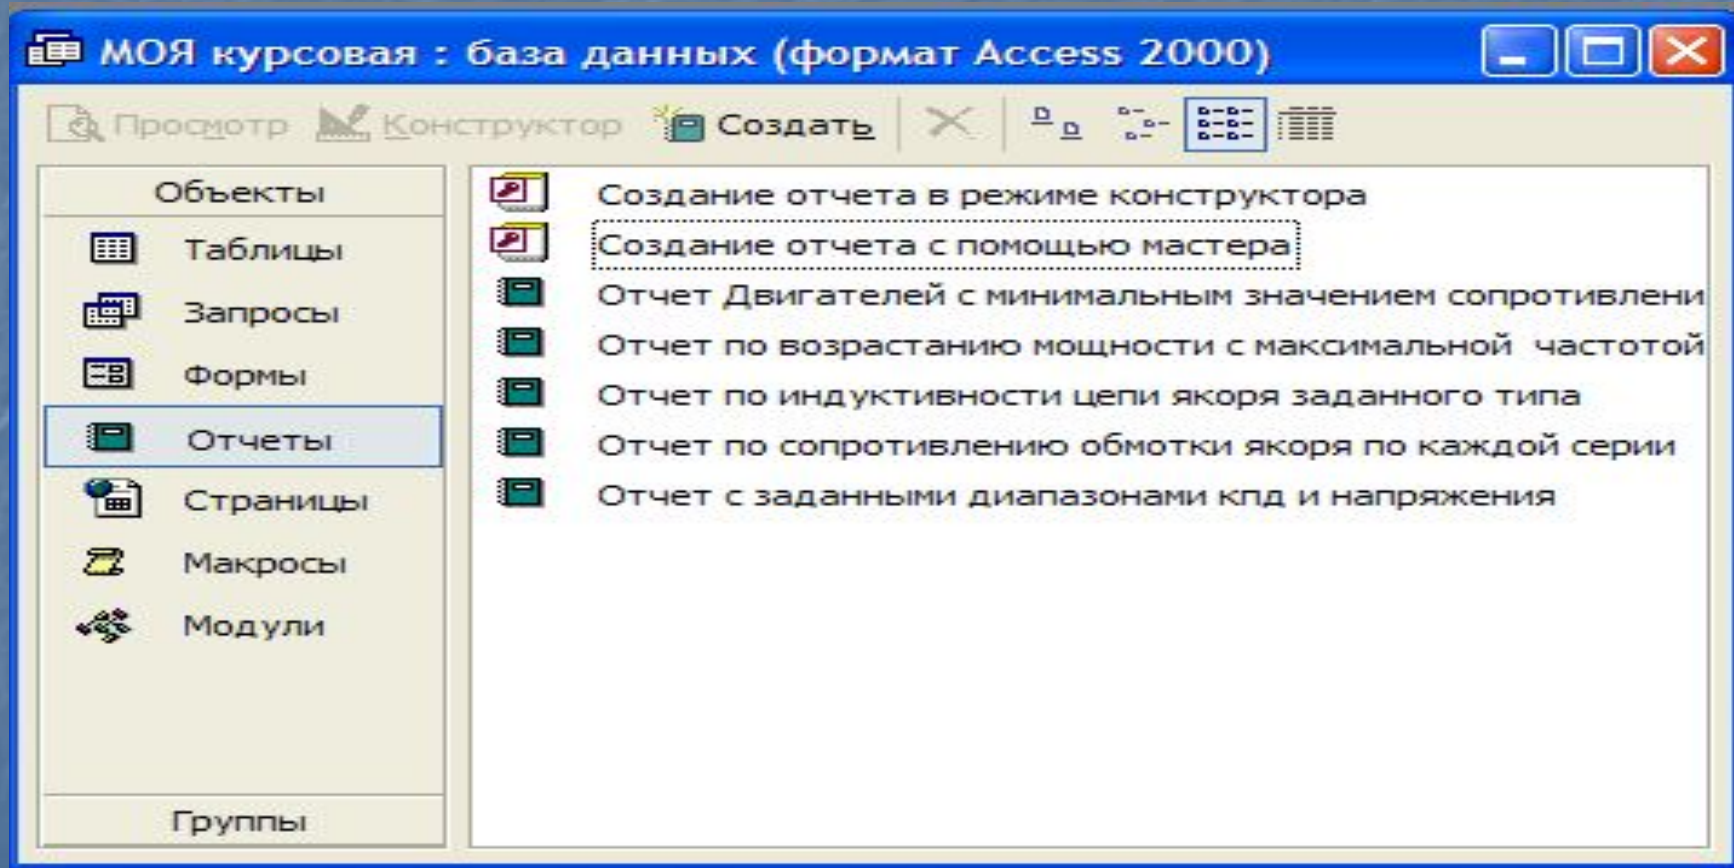 МОЯ курсовая : база данных (формат Access 2000)
Просмотр Конструктор Создать
Объекты
Таблицы
Запросы
Формы
Отчеты
Страницы
Макросы
Модули
Группы
Создание отчета в режиме конструктора
Создание отчета с помощью мастера
Отчет Двигателей с минимальным значением сопротивлени
Отчет по возрастанию мощности с максимальной частотой
Отчет по индуктивности цепи якоря заданного типа
Отчет по сопротивлению обмотки якоря по каждой серии
Отчет с заданными диапазонами кпд и напряжения